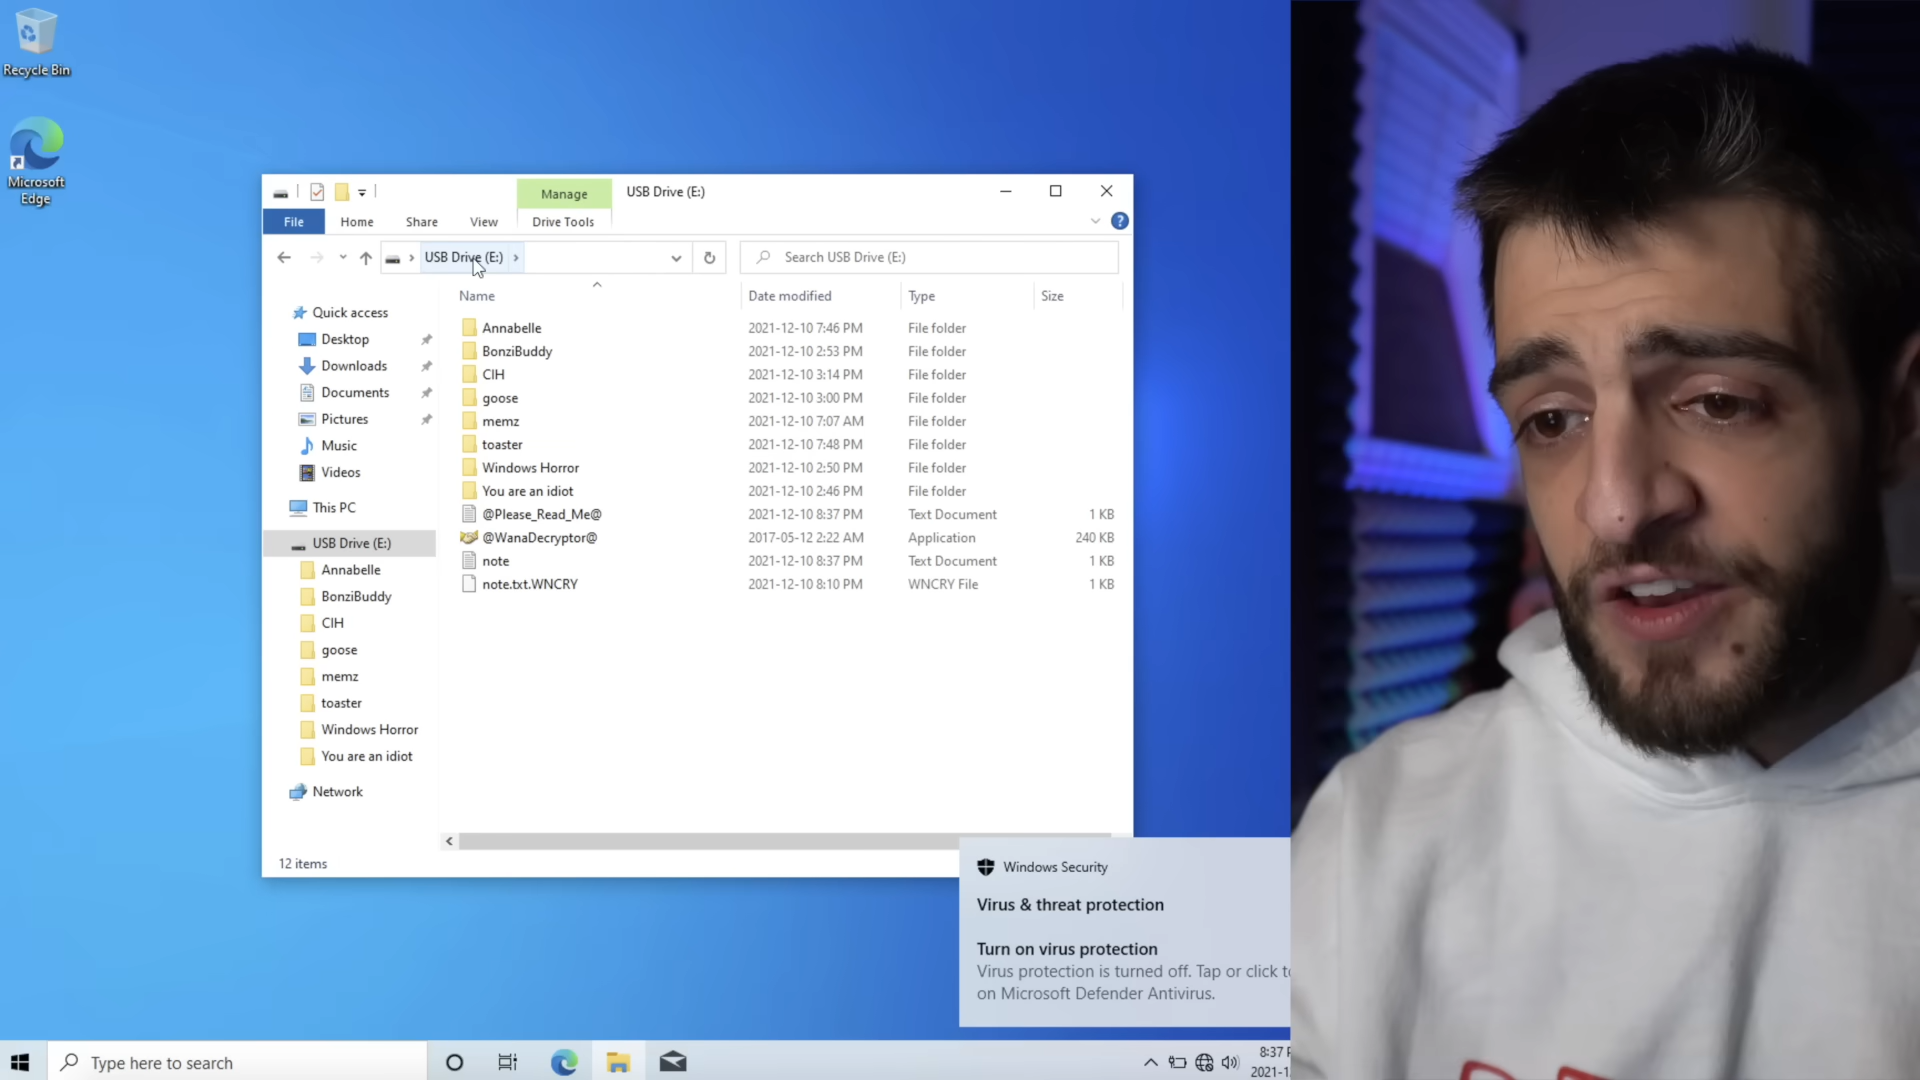 Recycle Bin
Microsoft
Edge
Manage
USB Drive (E:)
File
Home
Share
View
Drive Tools
USB Drive (E:)
Search USB Drive (E:)
Name
Date modified
Type
Size
Annabelle 2021-12-10 7:46 PM File folder
BonziBuddy 2021-12-10 2:53 PM File folder
CIH 2021-12-10 3:14 PM File folder
goose 2021-12-10 3:00 PM File folder
memz 2021-12-10 7:07 AM File folder
toaster 2021-12-10 7:48 PM File folder
Windows Horror 2021-12-10 2:50 PM File folder
You are an idiot 2021-12-10 2:46 PM File folder
@Please_Read_Me@ 2021-12-10 8:37 PM Text Document 1 KB
@WanaDecryptor@ 2017-05-12 2:22 AM Application 240 KB
note 2021-12-10 8:37 PM Text Document 1 KB
note.txt.WNCRY 2021-12-10 8:10 PM WNCRY File 1 KB
Quick access
Desktop
Downloads
Documents
Pictures
Music
Videos
This PC
USB Drive (E:)
Annabelle
BonziBuddy
CIH
goose
memz
toaster
Windows Horror
You are an idiot
Network
12 items
Windows Security
Virus & threat protection
Turn on virus protection
Virus protection is turned off. Tap or click to
on Microsoft Defender Antivirus.
Type here to search
8:37
2021-1